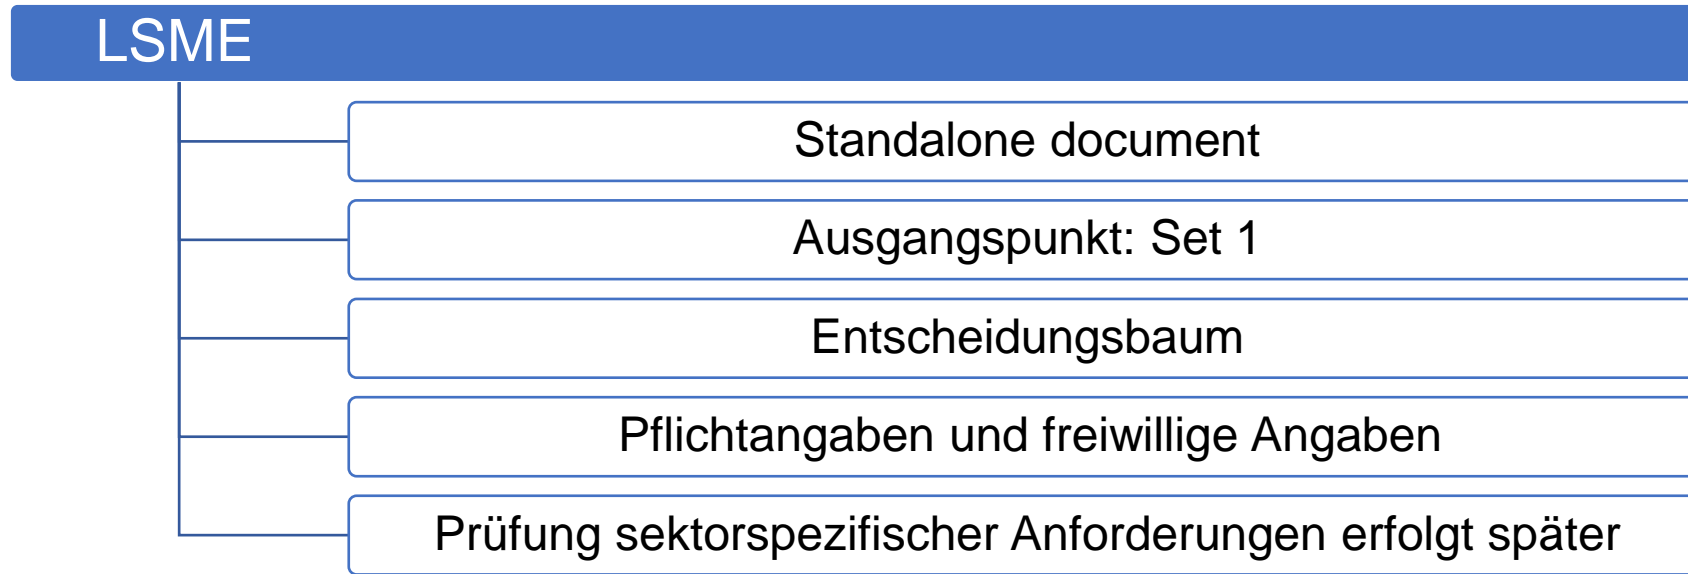 LSME
Standalone document
Ausgangspunkt: Set 1
Entscheidungsbaum
Pflichtangaben und freiwillige Angaben
Prüfung sektorspezifischer Anforderungen erfolgt später